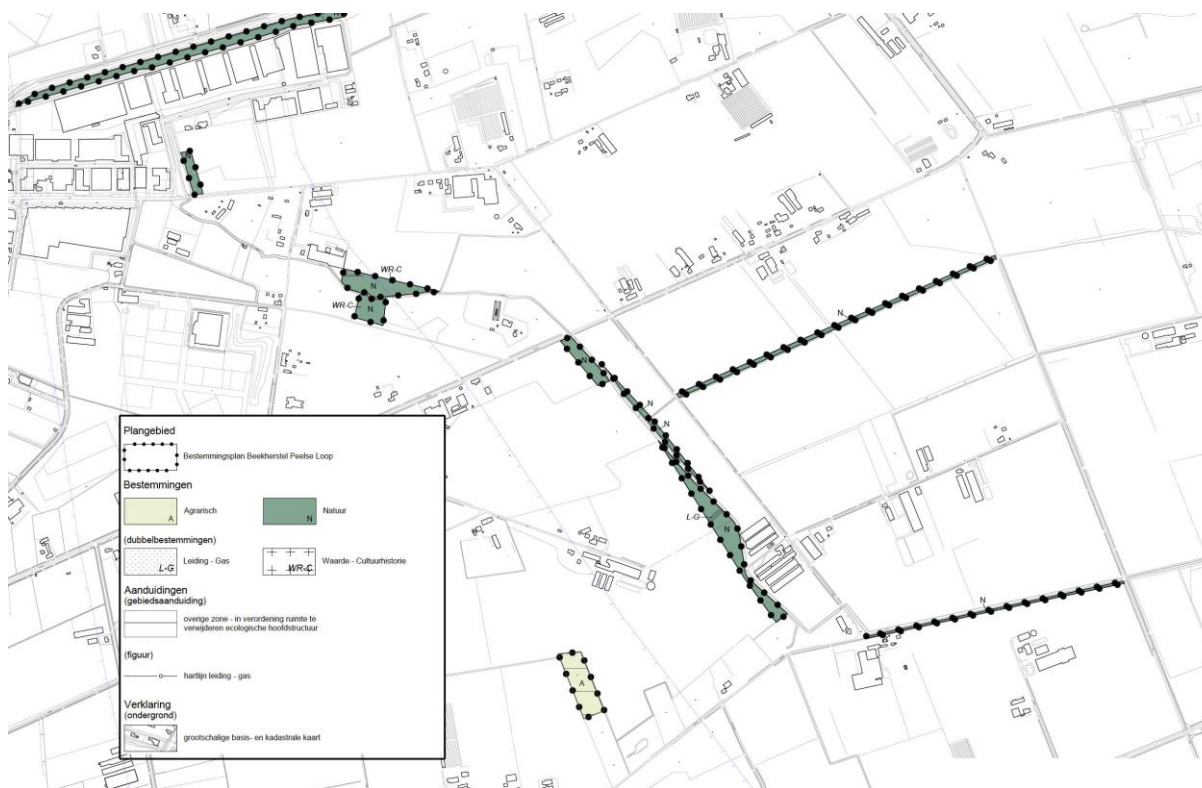 WR-C
N
WR-C
N
N
N
N
N
L-G
N
N
A
Plangebied
Bestemmingsplan Beekherstel Peelse Loop
Bestemmingen
A
Agrarisch
N
Natuur
(dubbelbestemmingen)
L-G
Leiding - Gas
WR-C
Waarde - Cultuurhistorie
Aanduidingen
(gebiedsaanduiding)
overige zone - in verordening ruimte te
verwijderen ecologische hoofdstructuur
(figuur)
hartlijn leiding - gas
Verklaring
(ondergrond)
grootschalige basis- en kadastrale kaart